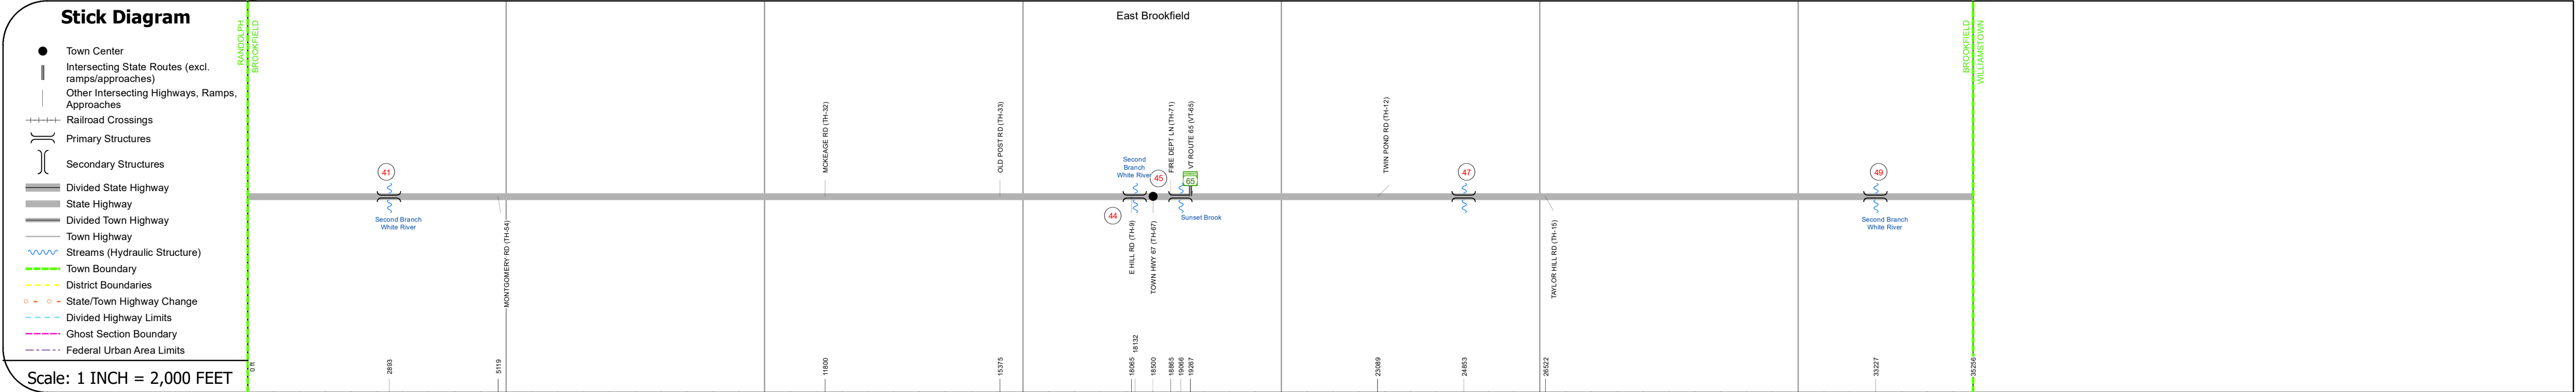 Stick Diagram
Town Center
Intersecting State Routes (excl.
ramps/approaches)
Other Intersecting Highways, Ramps,
Approaches
Railroad Crossings
Primary Structures
Secondary Structures
Divided State Highway
State Highway
Divided Town Highway
Town Highway
Streams (Hydraulic Structure)
Town Boundary
District Boundaries
State/Town Highway Change
Divided Highway Limits
Ghost Section Boundary
Federal Urban Area Limits
Scale: 1 INCH = 2,000 FEET
RANDOLPH
BROOKFIELD
East Brookfield
BROOKFIELD
WILLIAMSTOWN
41
Second Branch
White River
MONTGOMERY RD (TH-54)
MCKEAGE RD (TH-32)
OLD POST RD (TH-33)
Second
Branch
White River
44
E HILL RD (TH-9)
45
TOWN HWY 67 (TH-67)
FIRE DEPT LN (TH-71)
VT ROUTE 65 (VT-65)
65
Sunset Brook
TWIN POND RD (TH-12)
47
TAYLOR HILL RD (TH-15)
49
Second Branch
White River
0 ft
2893
5119
11800
15375
18065
18132
18500
18865
19066
19267
23089
24853
26522
33227
35256